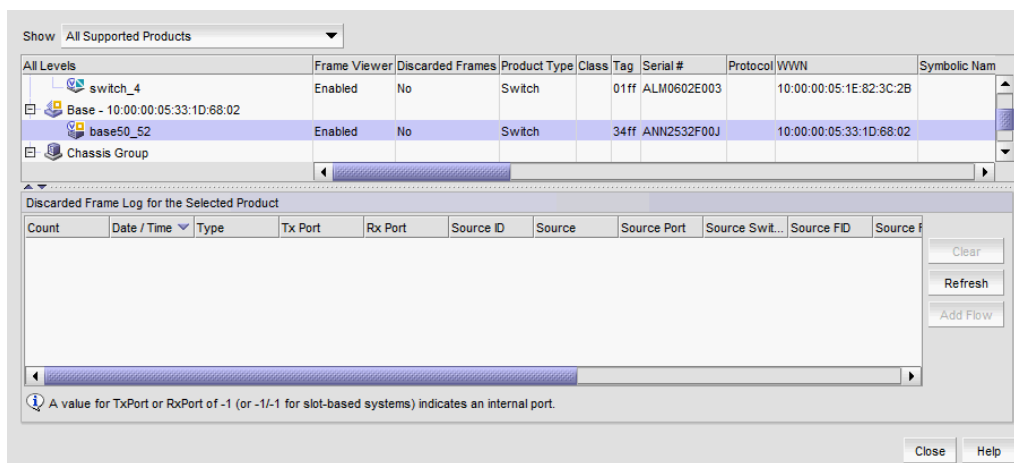 Show All Supported Products
All Levels Frame Viewer Discarded Frames Product Type Class Tag Serial # Protocol WWN Symbolic Nam
switch_4 Enabled No Switch 01ff ALM0602E003 10:00:00:05:1E:82:3C:2B
Base - 10:00:00:05:33:1D:68:02
base50_52 Enabled No Switch 34ff ANN2532F00J 10:00:00:05:33:1D:68:02
Chassis Group
Discarded Frame Log for the Selected Product
Count Date / Time Type Tx Port Rx Port Source ID Source Source Port Source Swit... Source FID Source F
Clear
Refresh
Add Flow
A value for TxPort or RxPort of -1 (or -1/-1 for slot-based systems) indicates an internal port.
Close Help